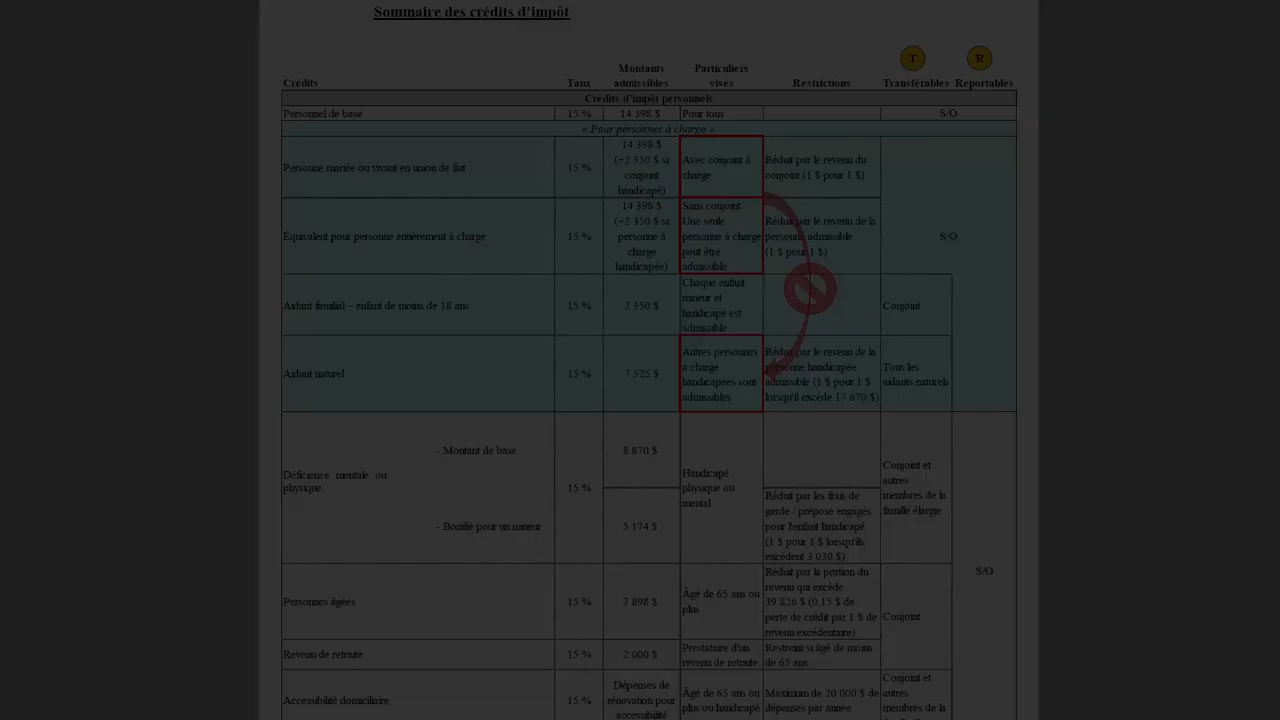 Sommaire des crédits d’impôt
T
R
Montants
Particuliers
Crédits
Taux
admissibles
visés
Restrictions
Transférables
Reportables
Crédits d’impôt personnels
Personnel de base
15 %
14 398 $
Pour tous
S/O
« Pour personnes à charge »
Personne mariée ou vivant en union de fait
15 %
14 398 $
(+2 350 $ si
conjoint
handicapé)
Avec conjoint à
charge
Réduit par le revenu du
conjoint (1 $ pour 1 $)
Équivalent pour personne entièrement à charge
15 %
14 398 $
(+2 350 $ si
personne à
charge
handicapée)
Sans conjoint.
Une seule
personne à charge
peut être
admissible
Réduit par le revenu de la
personne admissible
(1 $ pour 1 $)
S/O
Aidant familial – enfant de moins de 18 ans
15 %
2 350 $
Chaque enfant
mineur et
handicapé est
admissible
Conjoint
Aidant naturel
15 %
7 525 $
Autres personnes
à charge
handicapées sont
admissibles
Réduit par le revenu de la
personne handicapée
admissible (1 $ pour 1 $
lorsqu'il excède 17 670 $)
Tous les
aidants naturels
Déficience mentale ou
physique
- Montant de base
- Bonifié pour un mineur
15 %
8 870 $
5 174 $
Handicapé
physique ou
mental
Réduit par les frais de
garde / préposé engagés
pour l'enfant handicapé
(1 $ pour 1 $ lorsqu'ils
excèdent 3 030 $)
Conjoint et
autres
membres de la
famille élargie
S/O
Personnes âgées
15 %
7 898 $
Âgé de 65 ans ou
plus
Réduit par la portion du
revenu qui excède
39 826 $ (0,15 $ de
perte de crédit par 1 $ de
revenu excédentaire)
Conjoint
Revenu de retraite
15 %
2 000 $
Prestataire d'un
revenu de retraite
Restreint si âgé de moins
de 65 ans
Accessibilité domiciliaire
15 %
Dépenses de
rénovation pour
accessibilité
Âgé de 65 ans ou
plus ou handicapé
Maximum de 20 000 $ de
dépenses par année
Conjoint et
autres
membres de la